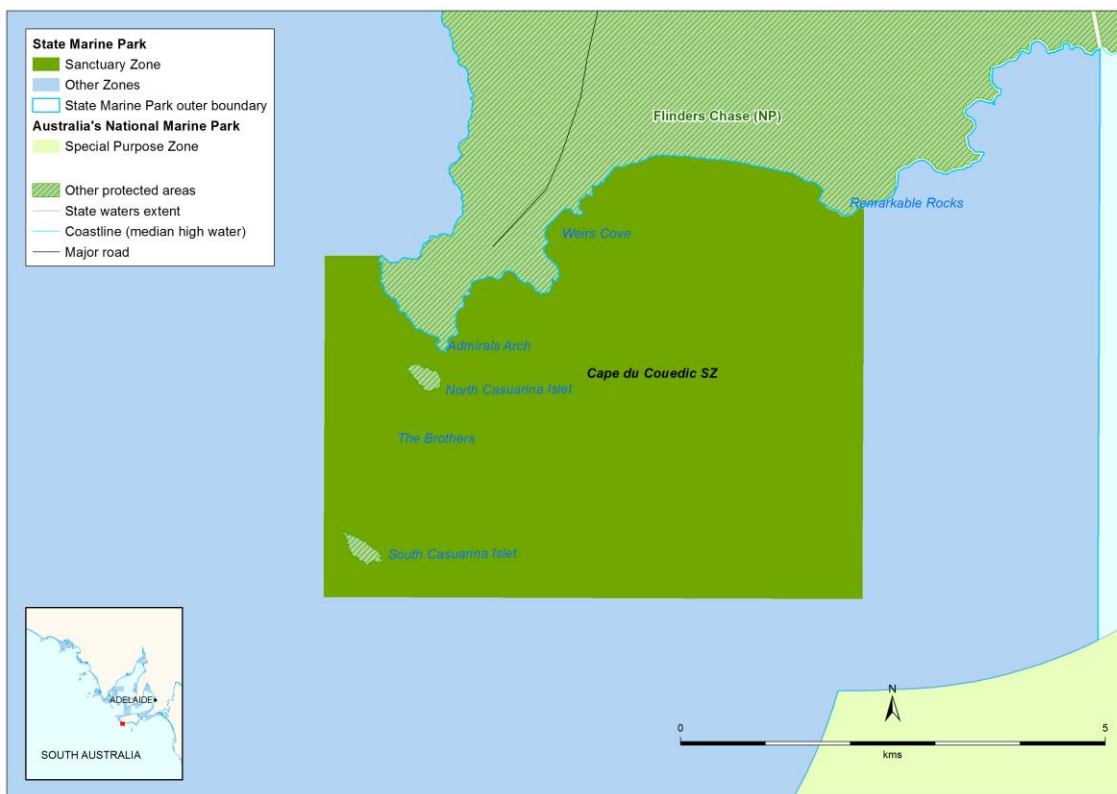 State Marine Park
Sanctuary Zone
Other Zones
State Marine Park outer boundary
Australia's National Marine Park
Special Purpose Zone
Other protected areas
State waters extent
Coastline (median high water)
Major road
Flinders Chase (NP)
Remarkable Rocks
Weirs Cove
Admirals Arch
Cape du Couedic SZ
North Casuarina Islet
The Brothers
South Casuarina Islet
ADELAIDE
SOUTH AUSTRALIA
N
0 5
kms